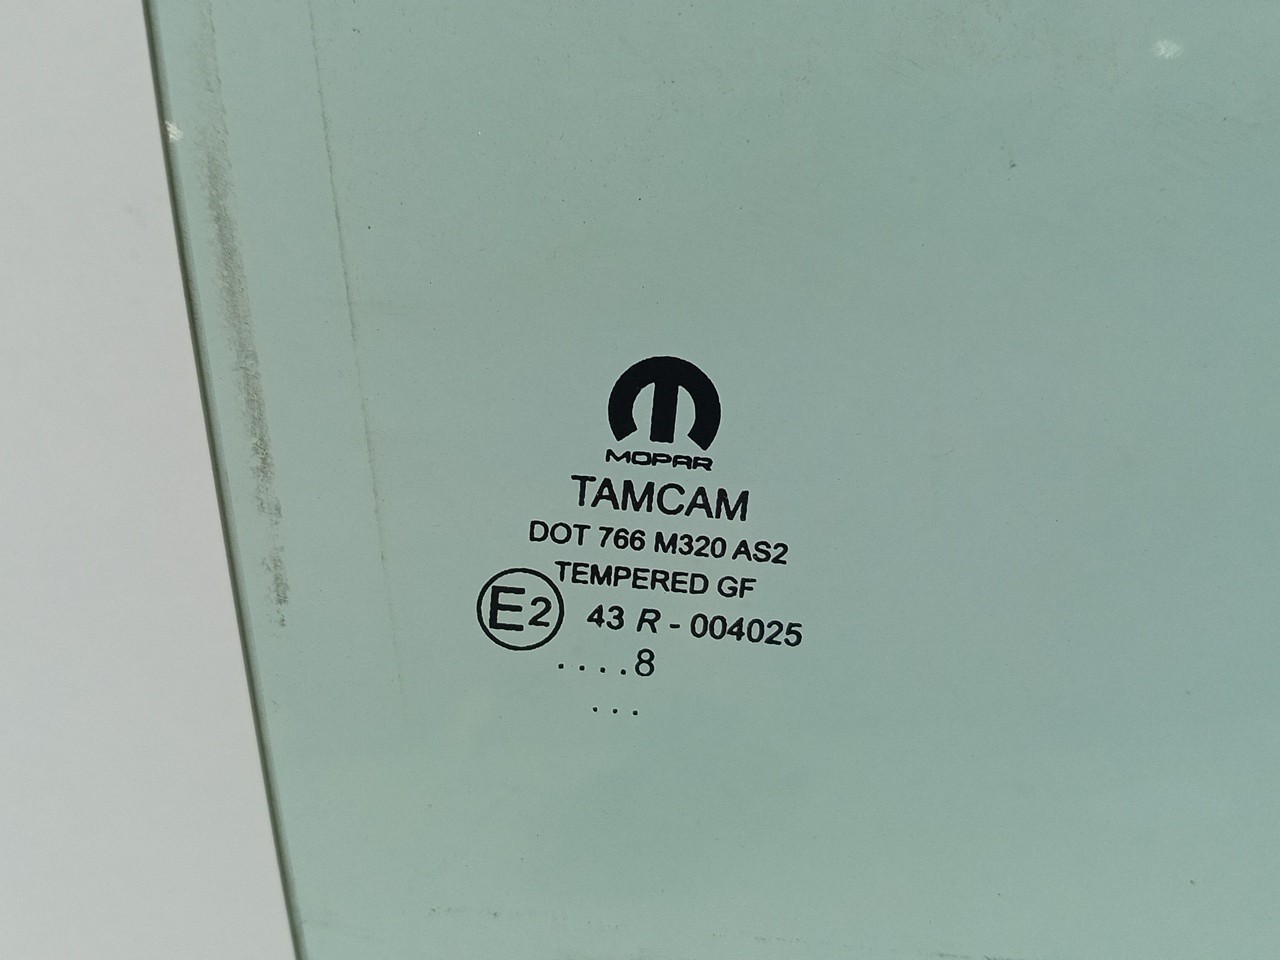 MOPAR
TAMCAM
DOT 766 M320 AS2
TEMPERED GF
E2 43 R - 004025
....8
...